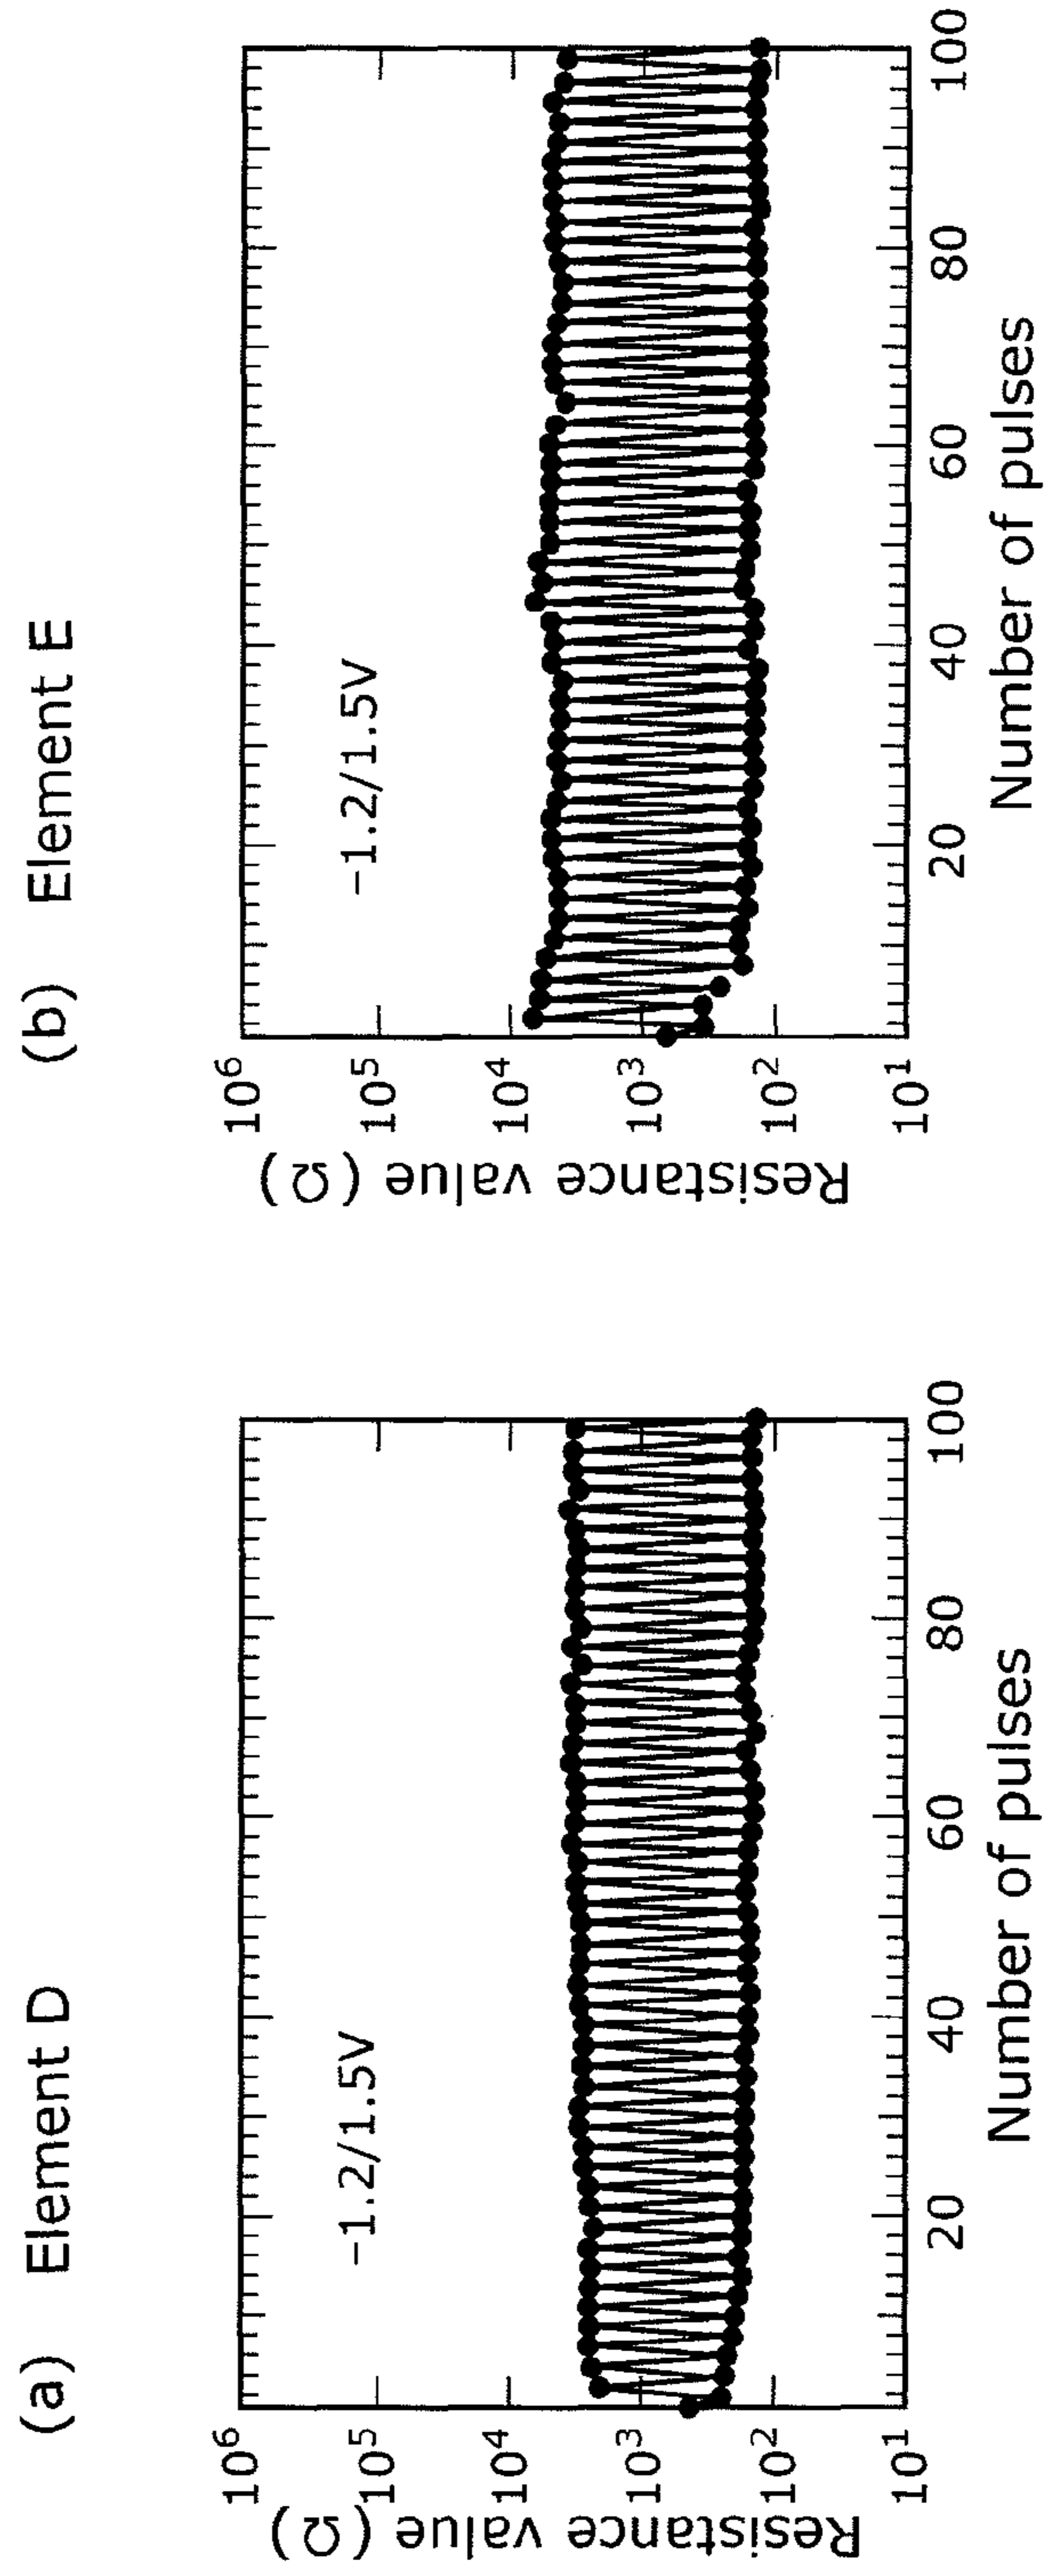 (a) Element D
Resistance value (Ω)
10⁶
10⁵
10⁴
10³
10²
10¹
−1.2/1.5V
20 40 60 80 100
Number of pulses
(b) Element E
Resistance value (Ω)
10⁶
10⁵
10⁴
10³
10²
10¹
−1.2/1.5V
20 40 60 80 100
Number of pulses